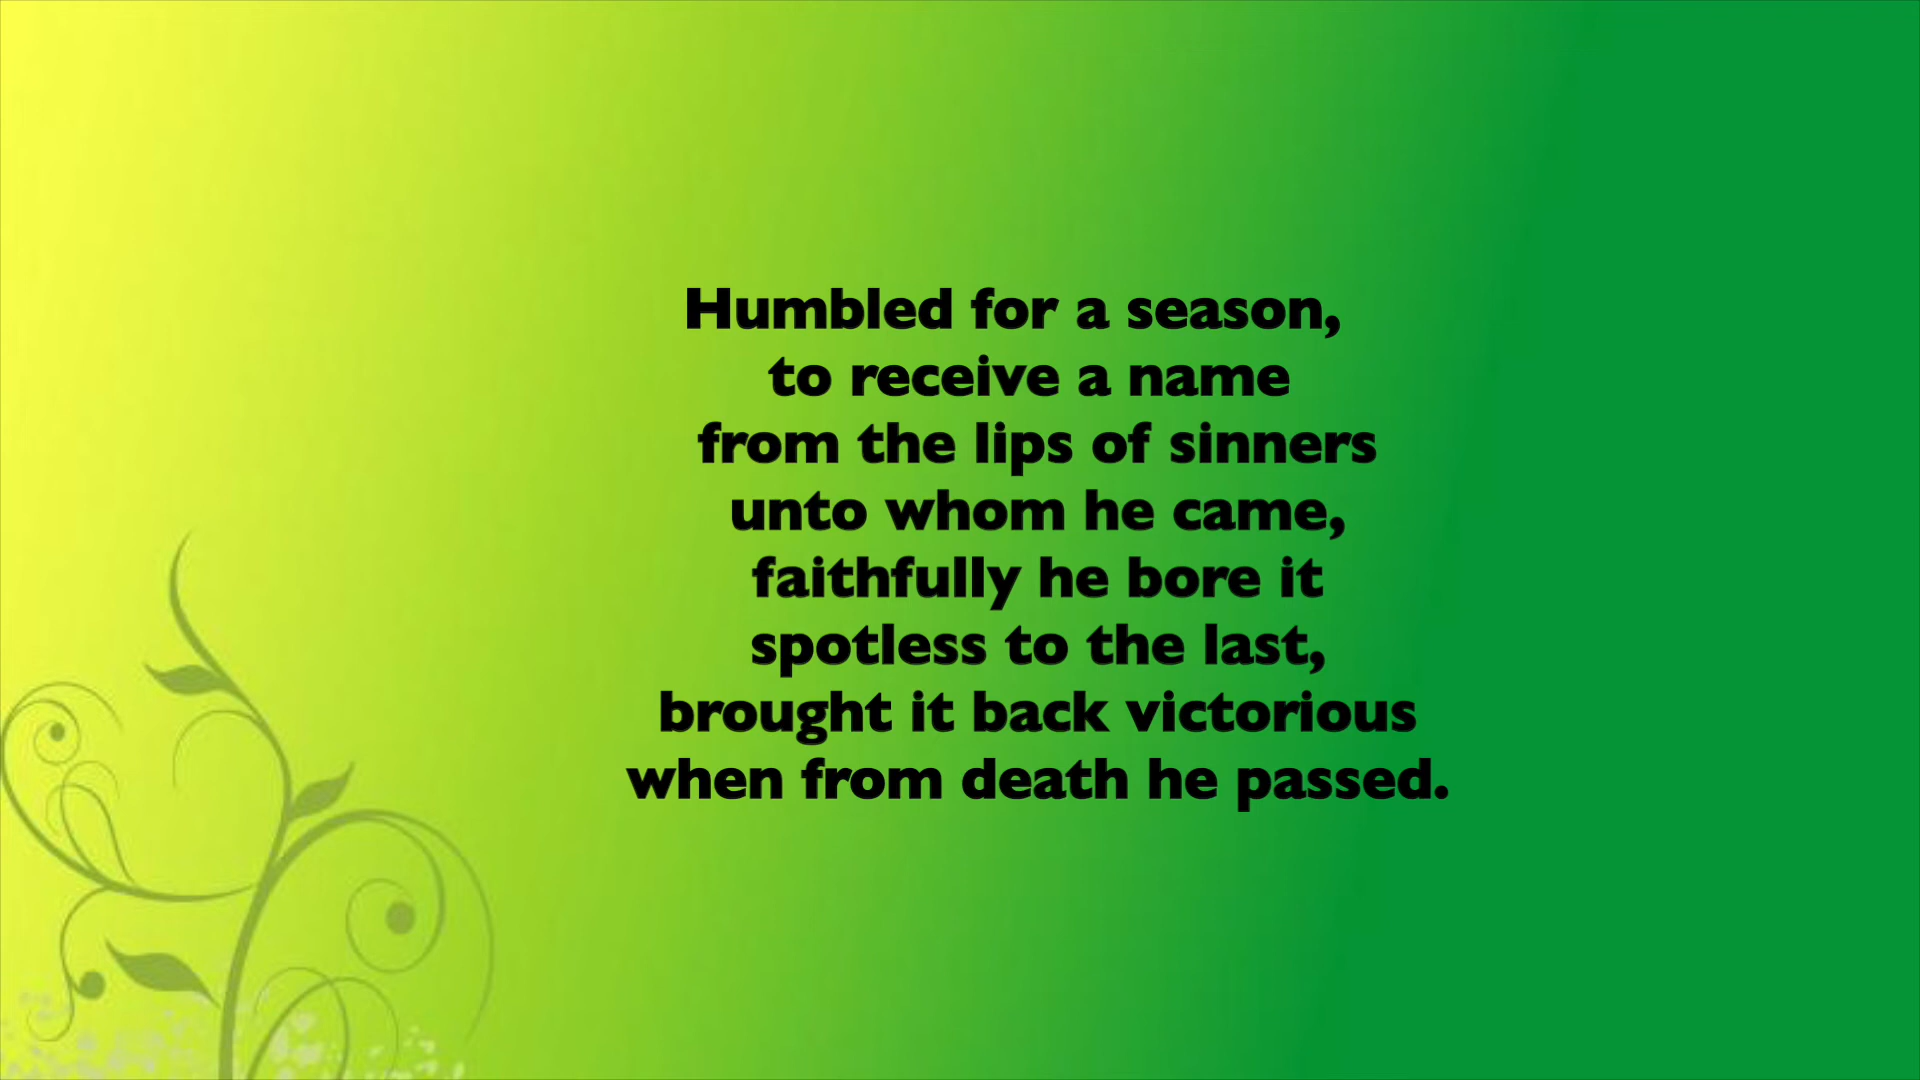 Humbled for a season,
to receive a name
from the lips of sinners
unto whom he came,
faithfully he bore it
spotless to the last,
brought it back victorious
when from death he passed.